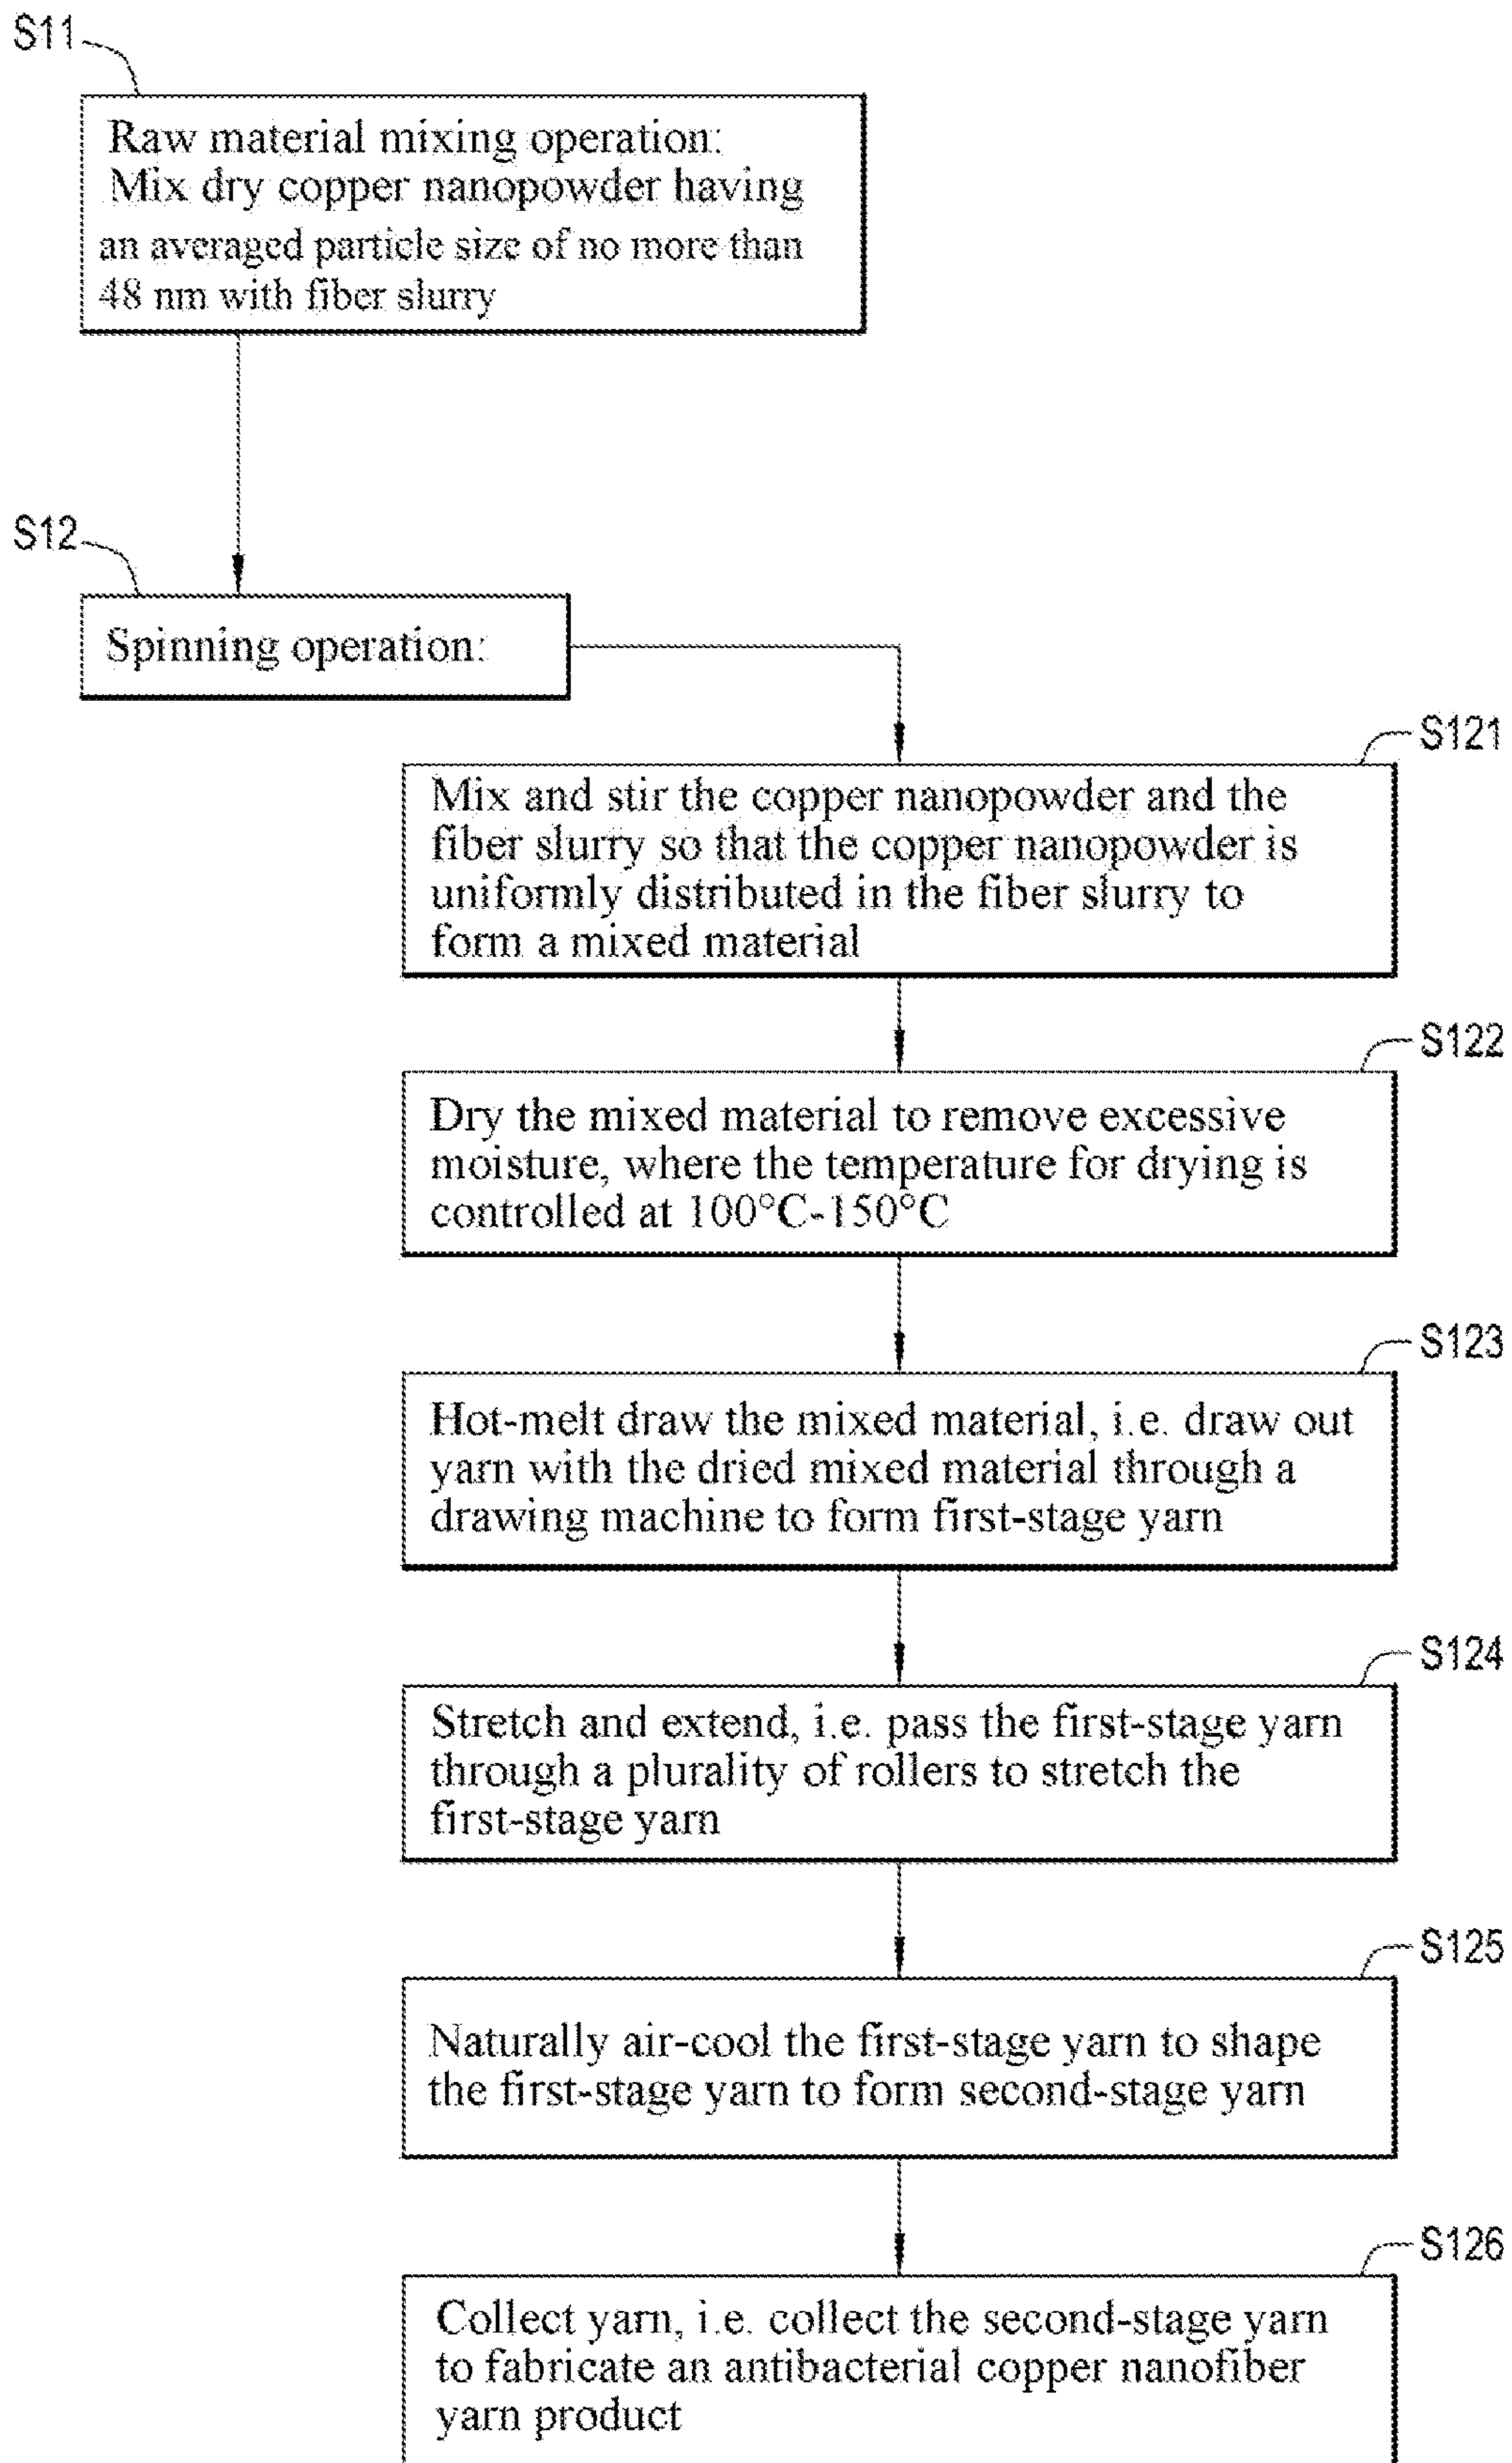 S11
Raw material mixing operation:
Mix dry copper nanopowder having
an averaged particle size of no more than
48 nm with fiber slurry
S12
Spinning operation:
S121
Mix and stir the copper nanopowder and the
fiber slurry so that the copper nanopowder is
uniformly distributed in the fiber slurry to
form a mixed material
S122
Dry the mixed material to remove excessive
moisture, where the temperature for drying is
controlled at 100°C-150°C
S123
Hot-melt draw the mixed material, i.e. draw out
yarn with the dried mixed material through a
drawing machine to form first-stage yarn
S124
Stretch and extend, i.e. pass the first-stage yarn
through a plurality of rollers to stretch the
first-stage yarn
S125
Naturally air-cool the first-stage yarn to shape
the first-stage yarn to form second-stage yarn
S126
Collect yarn, i.e. collect the second-stage yarn
to fabricate an antibacterial copper nanofiber
yarn product